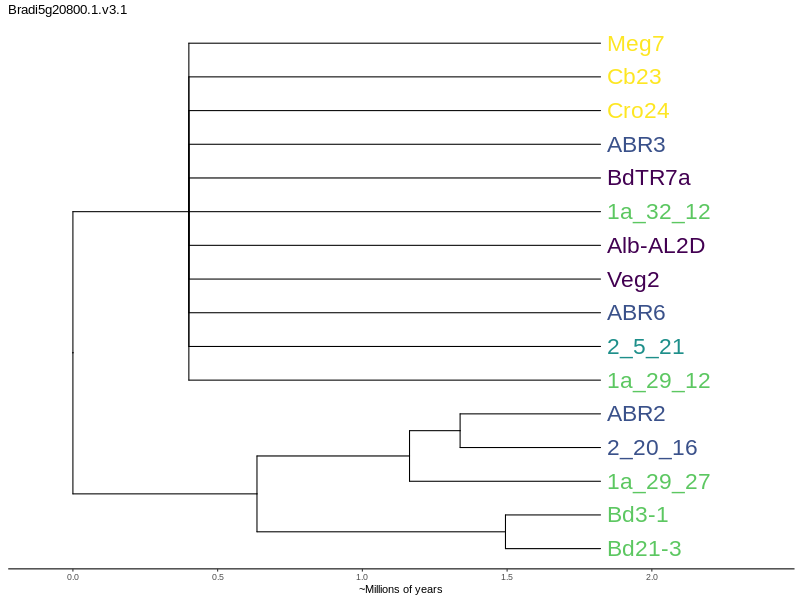 Bradi5g20800.1.v3.1
Meg7
Cb23
Cro24
ABR3
BdTR7a
1a_32_12
Alb-AL2D
Veg2
ABR6
2_5_21
1a_29_12
ABR2
2_20_16
1a_29_27
Bd3-1
Bd21-3
0.0 0.5 1.0 1.5 2.0
~Millions of years